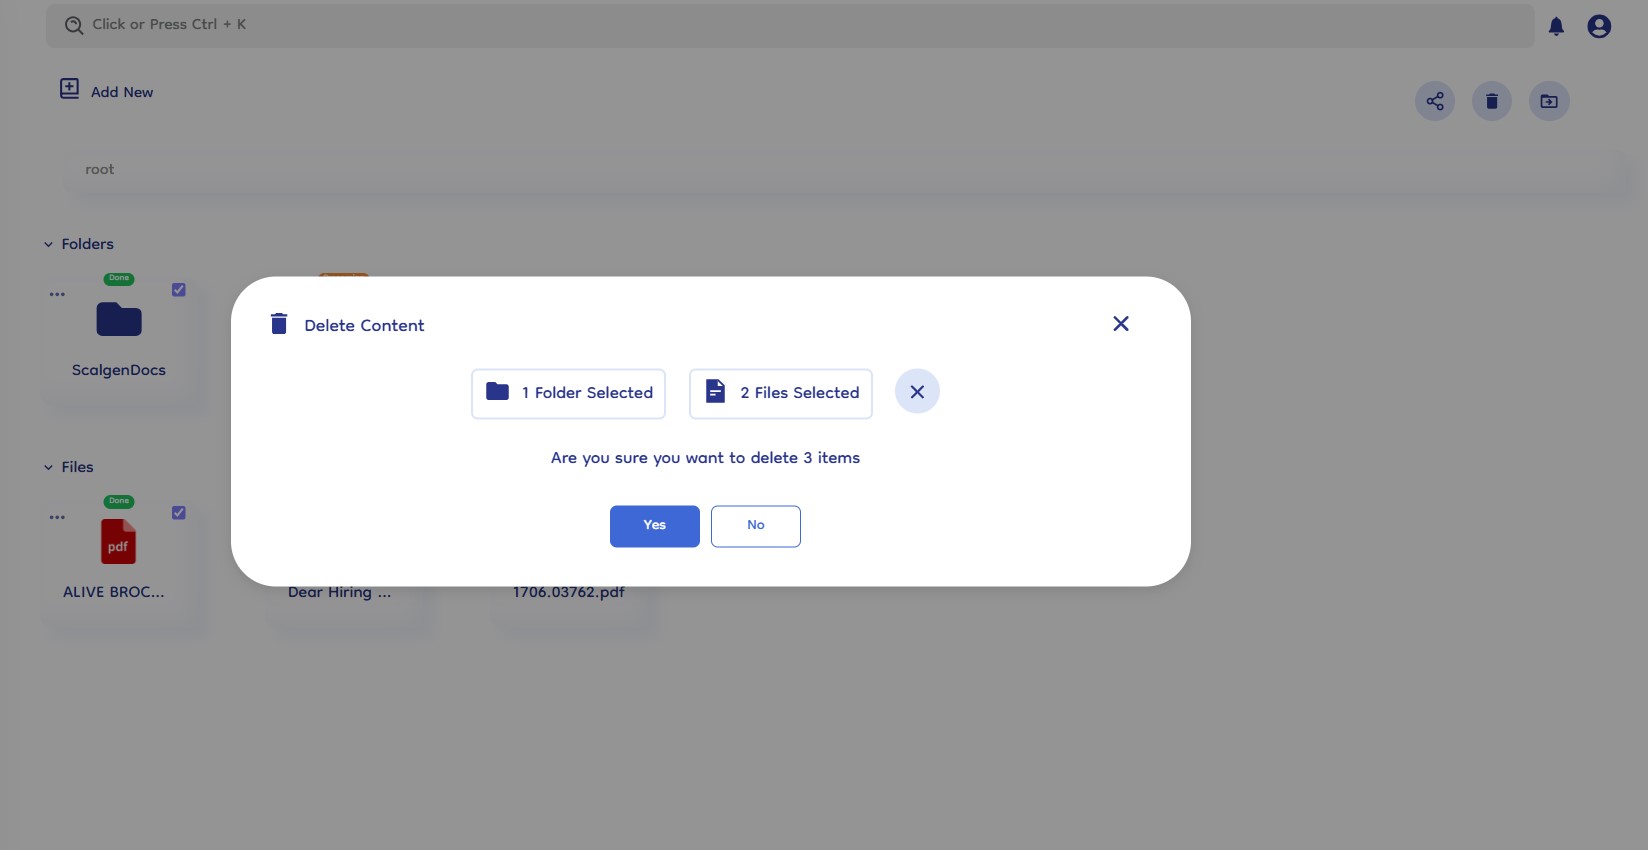 Click or Press Ctrl + K
Add New
root
Folders
Done
ScalgenDocs
Delete Content
1 Folder Selected
2 Files Selected
Are you sure you want to delete 3 items
Yes
No
Files
Done
pdf
ALIVE BROC...
Dear Hiring ...
1706.03762.pdf